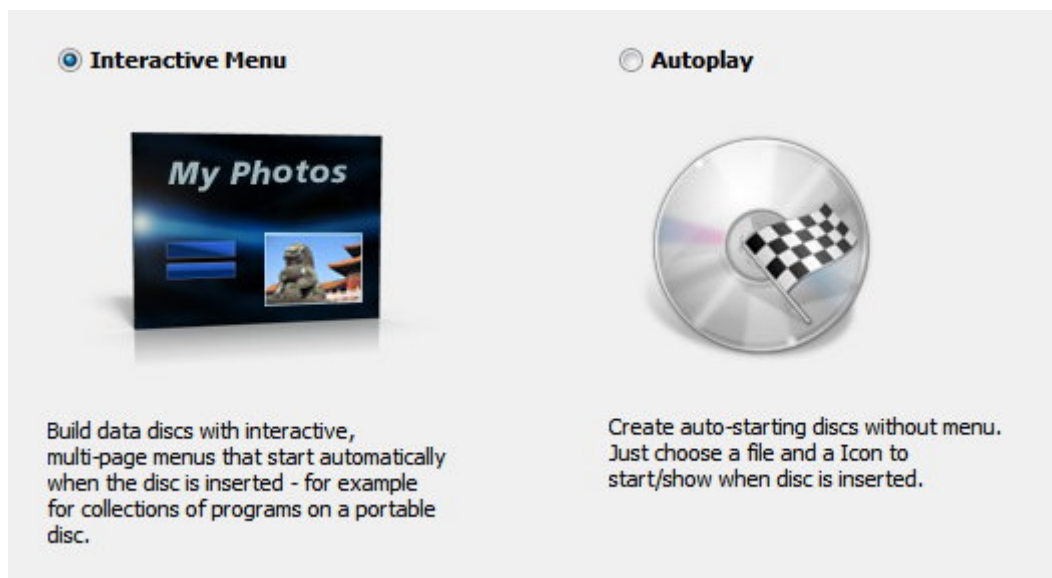 Interactive Menu
My Photos
Build data discs with interactive,
multi-page menus that start automatically
when the disc is inserted - for example
for collections of programs on a portable
disc.
Autoplay
Create auto-starting discs without menu.
Just choose a file and a Icon to
start/show when disc is inserted.